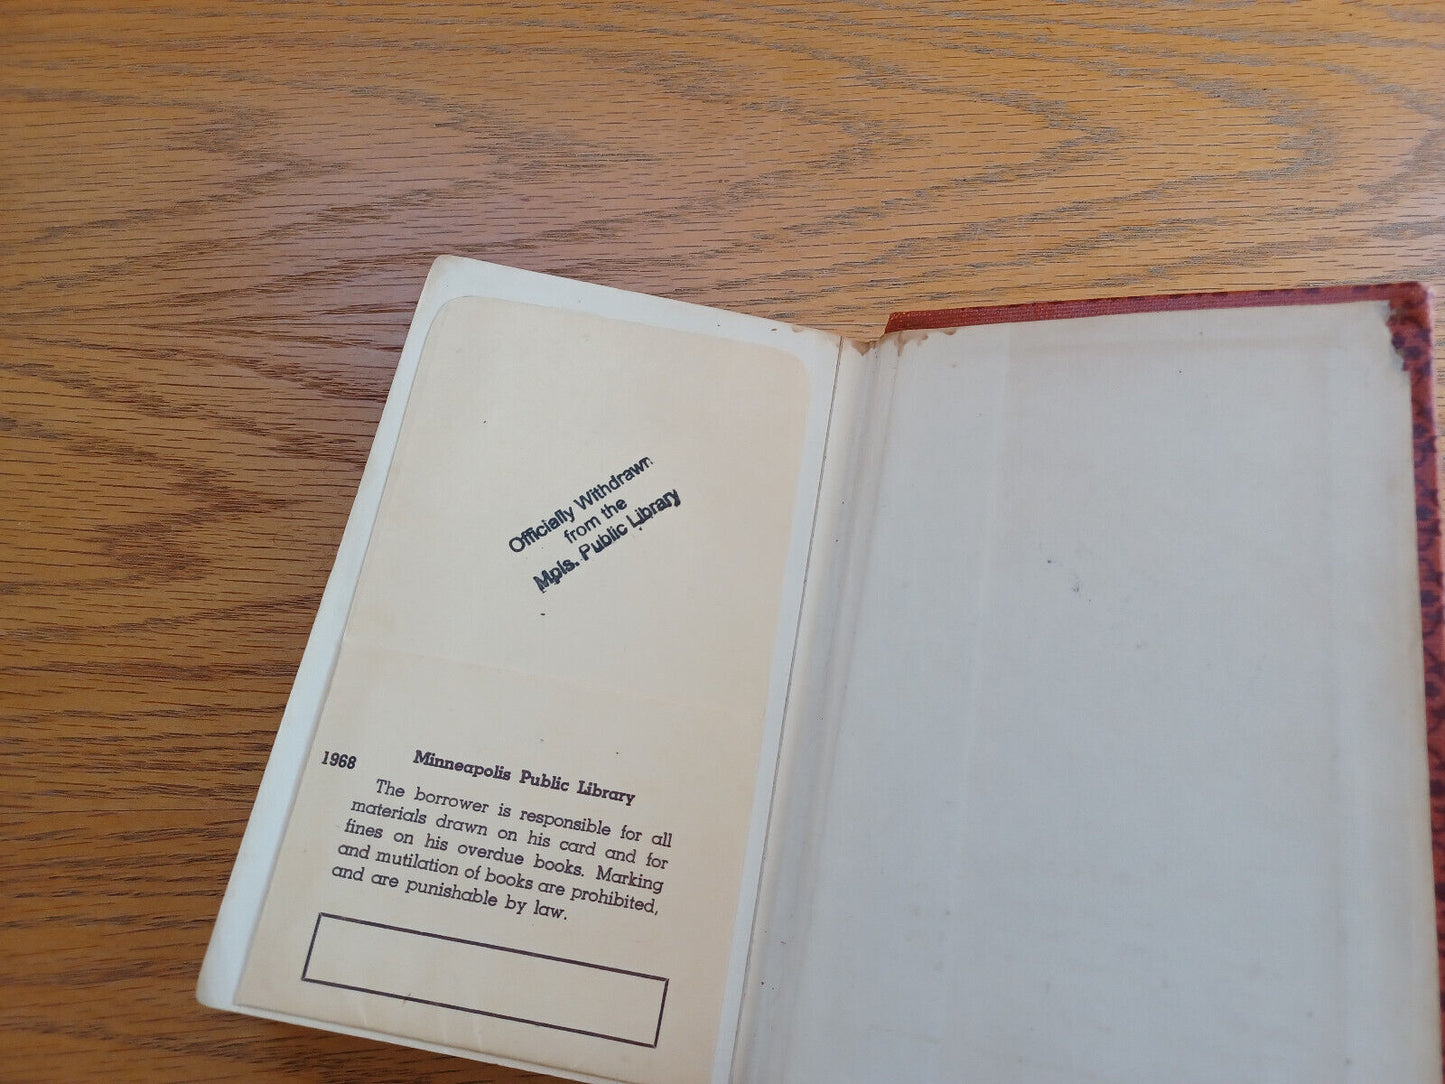 Officially Withdrawn
from the
Mpls. Public Library
1968 Minneapolis Public Library
The borrower is responsible for all
materials drawn on his card and for
fines on his overdue books. Marking
and mutilation of books are prohibited,
and are punishable by law.